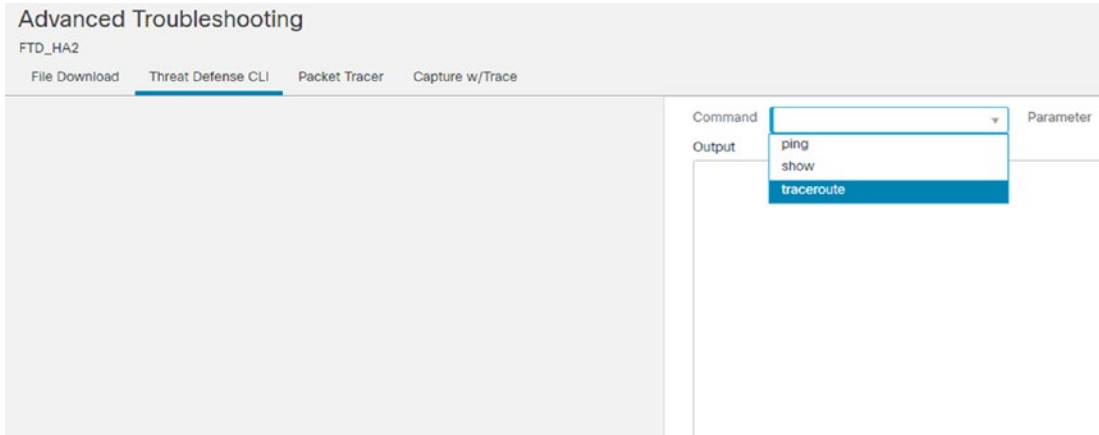 Advanced Troubleshooting
FTD_HA2
File Download Threat Defense CLI Packet Tracer Capture w/Trace
Command Parameter
Output
ping
show
traceroute